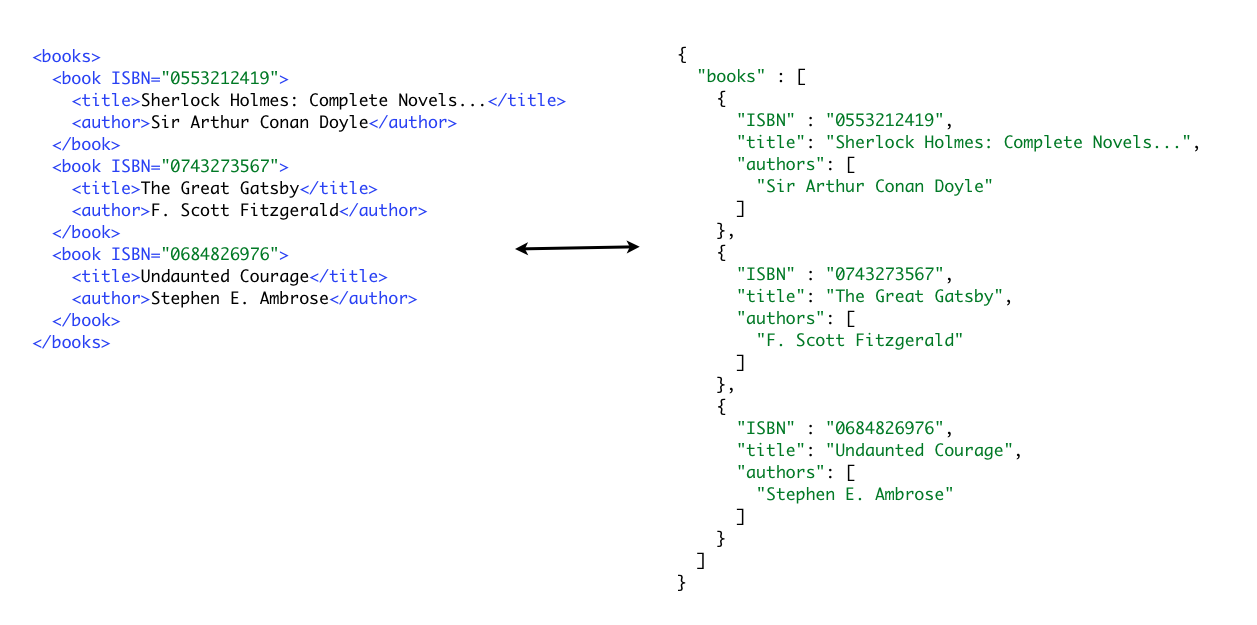 <books>
  <book ISBN="0553212419">
    <title>Sherlock Holmes: Complete Novels...</title>
    <author>Sir Arthur Conan Doyle</author>
  </book>
  <book ISBN="0743273567">
    <title>The Great Gatsby</title>
    <author>F. Scott Fitzgerald</author>
  </book>
  <book ISBN="0684826976">
    <title>Undaunted Courage</title>
    <author>Stephen E. Ambrose</author>
  </book>
</books>
{
  "books" : [
    {
      "ISBN" : "0553212419",
      "title": "Sherlock Holmes: Complete Novels...",
      "authors": [
        "Sir Arthur Conan Doyle"
      ]
    },
    {
      "ISBN" : "0743273567",
      "title": "The Great Gatsby",
      "authors": [
        "F. Scott Fitzgerald"
      ]
    },
    {
      "ISBN" : "0684826976",
      "title": "Undaunted Courage",
      "authors": [
        "Stephen E. Ambrose"
      ]
    }
  ]
}